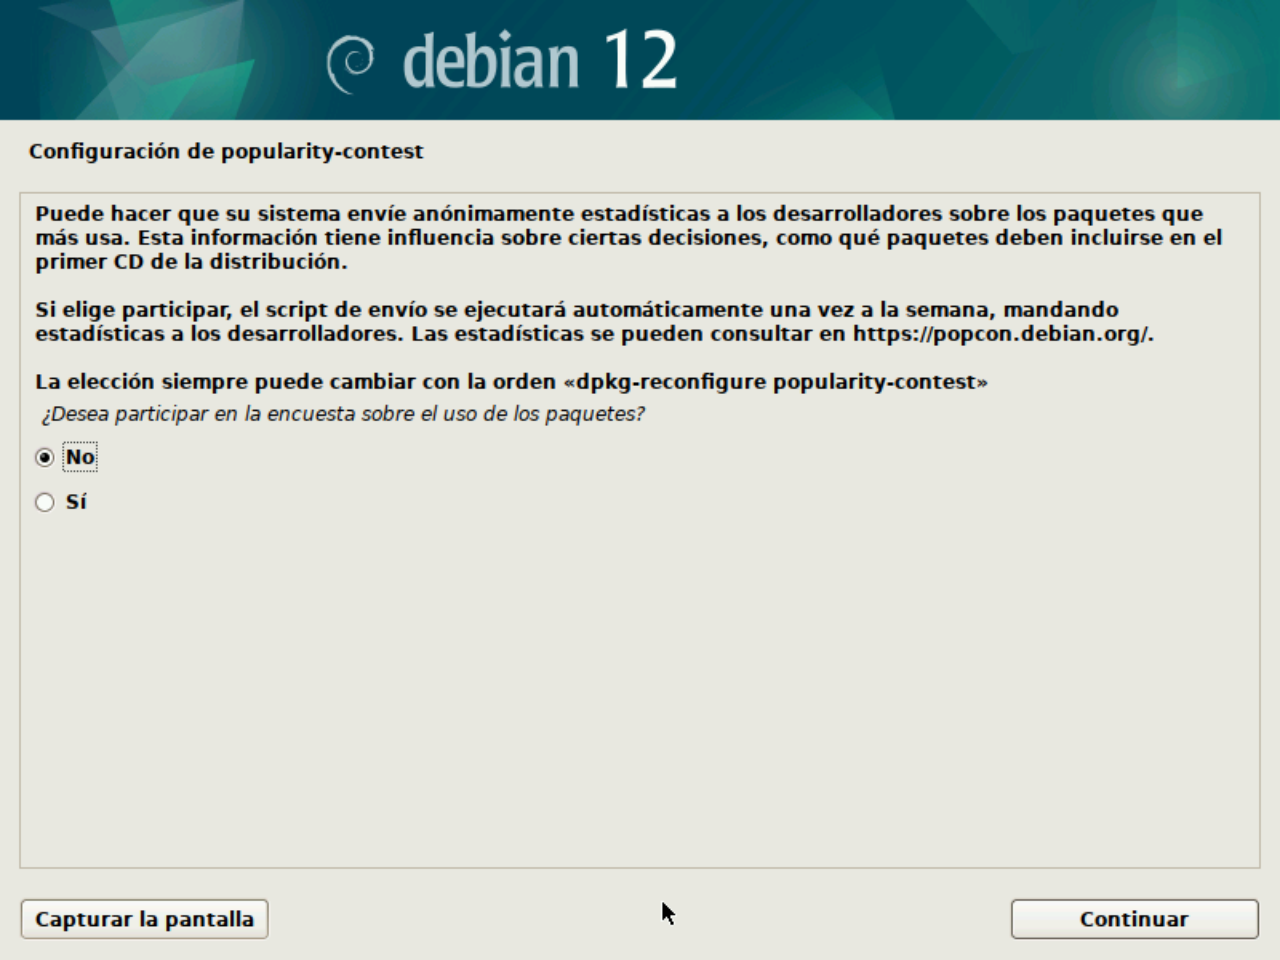 debian 12
Configuración de popularity-contest
Puede hacer que su sistema envíe anónimamente estadísticas a los desarrolladores sobre los paquetes que
más usa. Esta información tiene influencia sobre ciertas decisiones, como qué paquetes deben incluirse en el
primer CD de la distribución.
Si elige participar, el script de envío se ejecutará automáticamente una vez a la semana, mandando
estadísticas a los desarrolladores. Las estadísticas se pueden consultar en https://popcon.debian.org/.
La elección siempre puede cambiar con la orden «dpkg-reconfigure popularity-contest»
¿Desea participar en la encuesta sobre el uso de los paquetes?
No
Sí
Capturar la pantalla
Continuar